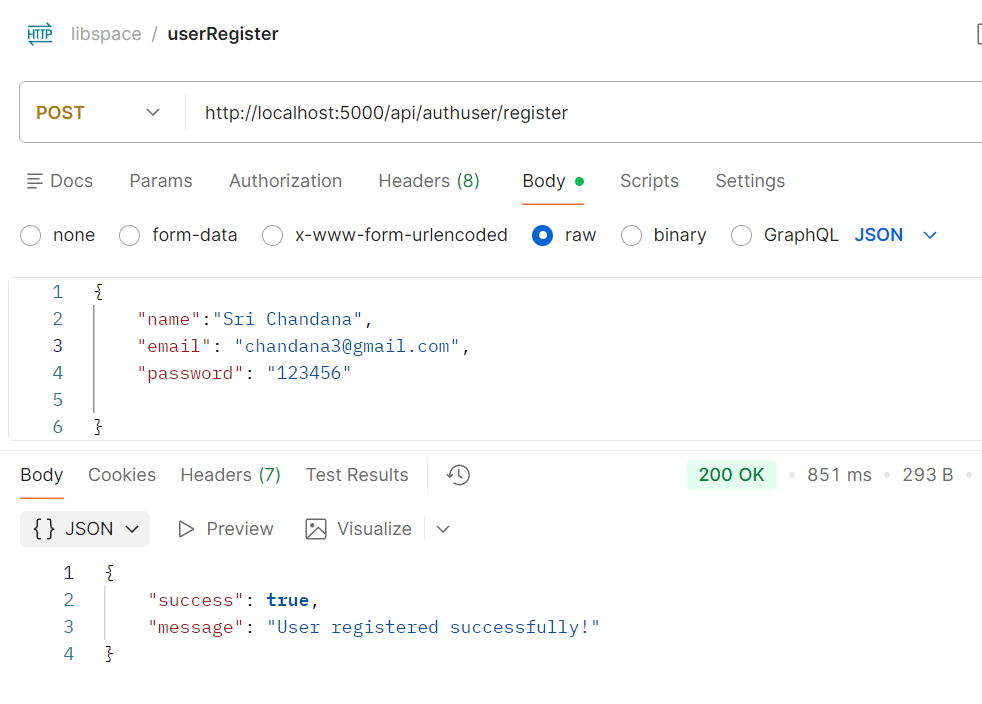 HTTP libspace / userRegister
POST http://localhost:5000/api/authuser/register
Docs Params Authorization Headers (8) Body Scripts Settings
none form-data x-www-form-urlencoded raw binary GraphQL JSON
1 {
2 "name":"Sri Chandana",
3 "email": "chandana3@gmail.com",
4 "password": "123456"
5
6 }
Body Cookies Headers (7) Test Results 200 OK 851 ms 293 B
{} JSON Preview Visualize
1 {
2 "success": true,
3 "message": "User registered successfully!"
4 }